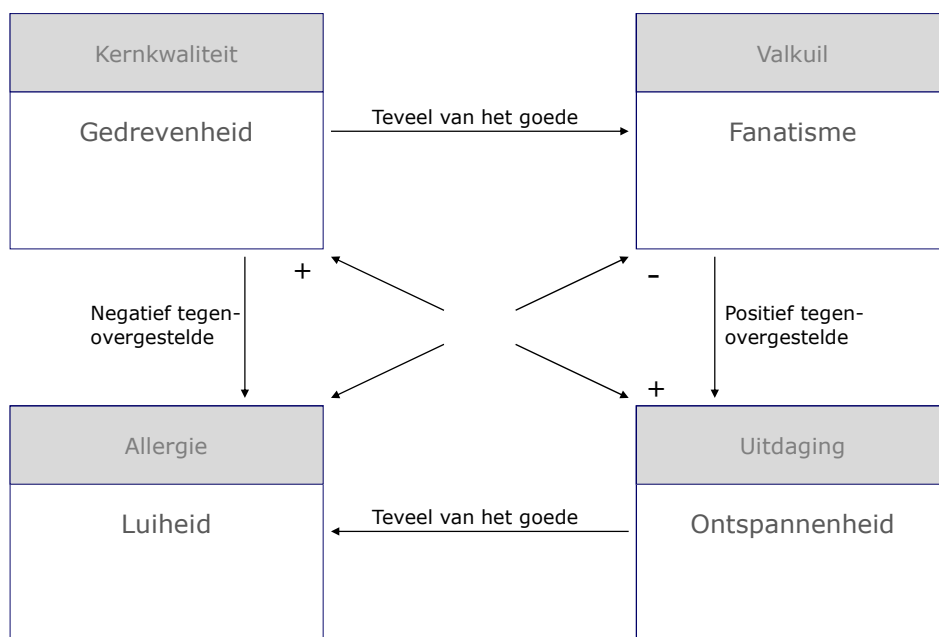 Kernkwaliteit
Valkuil
Gedrevenheid
Teveel van het goede
Fanatisme
+
-
Negatief tegen-
overgestelde
Positief tegen-
overgestelde
+
Allergie
Uitdaging
Luiheid
Teveel van het goede
Ontspannenheid